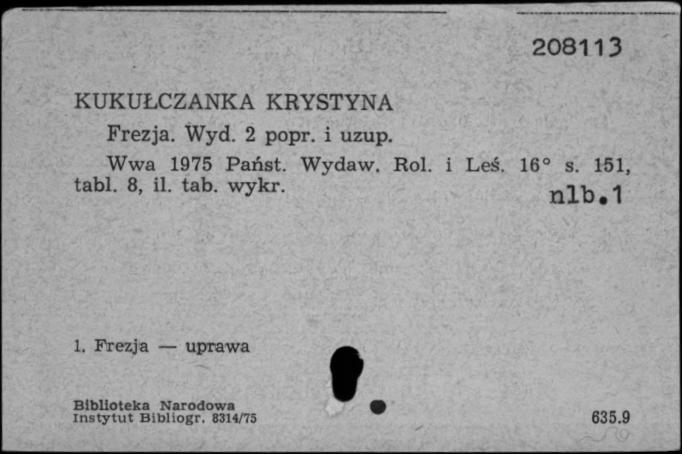 208113
KUKUŁCZANKA KRYSTYNA
Frezja. Wyd. 2 popr. i uzup.
Wwa 1975 Państ. Wydaw. Rol. i Leś. 16° s. 151,
tabl. 8, il. tab. wykr.
nlb.1
1. Frezja — uprawa
Biblioteka Narodowa
Instytut Bibliogr. 8314/75
635.9